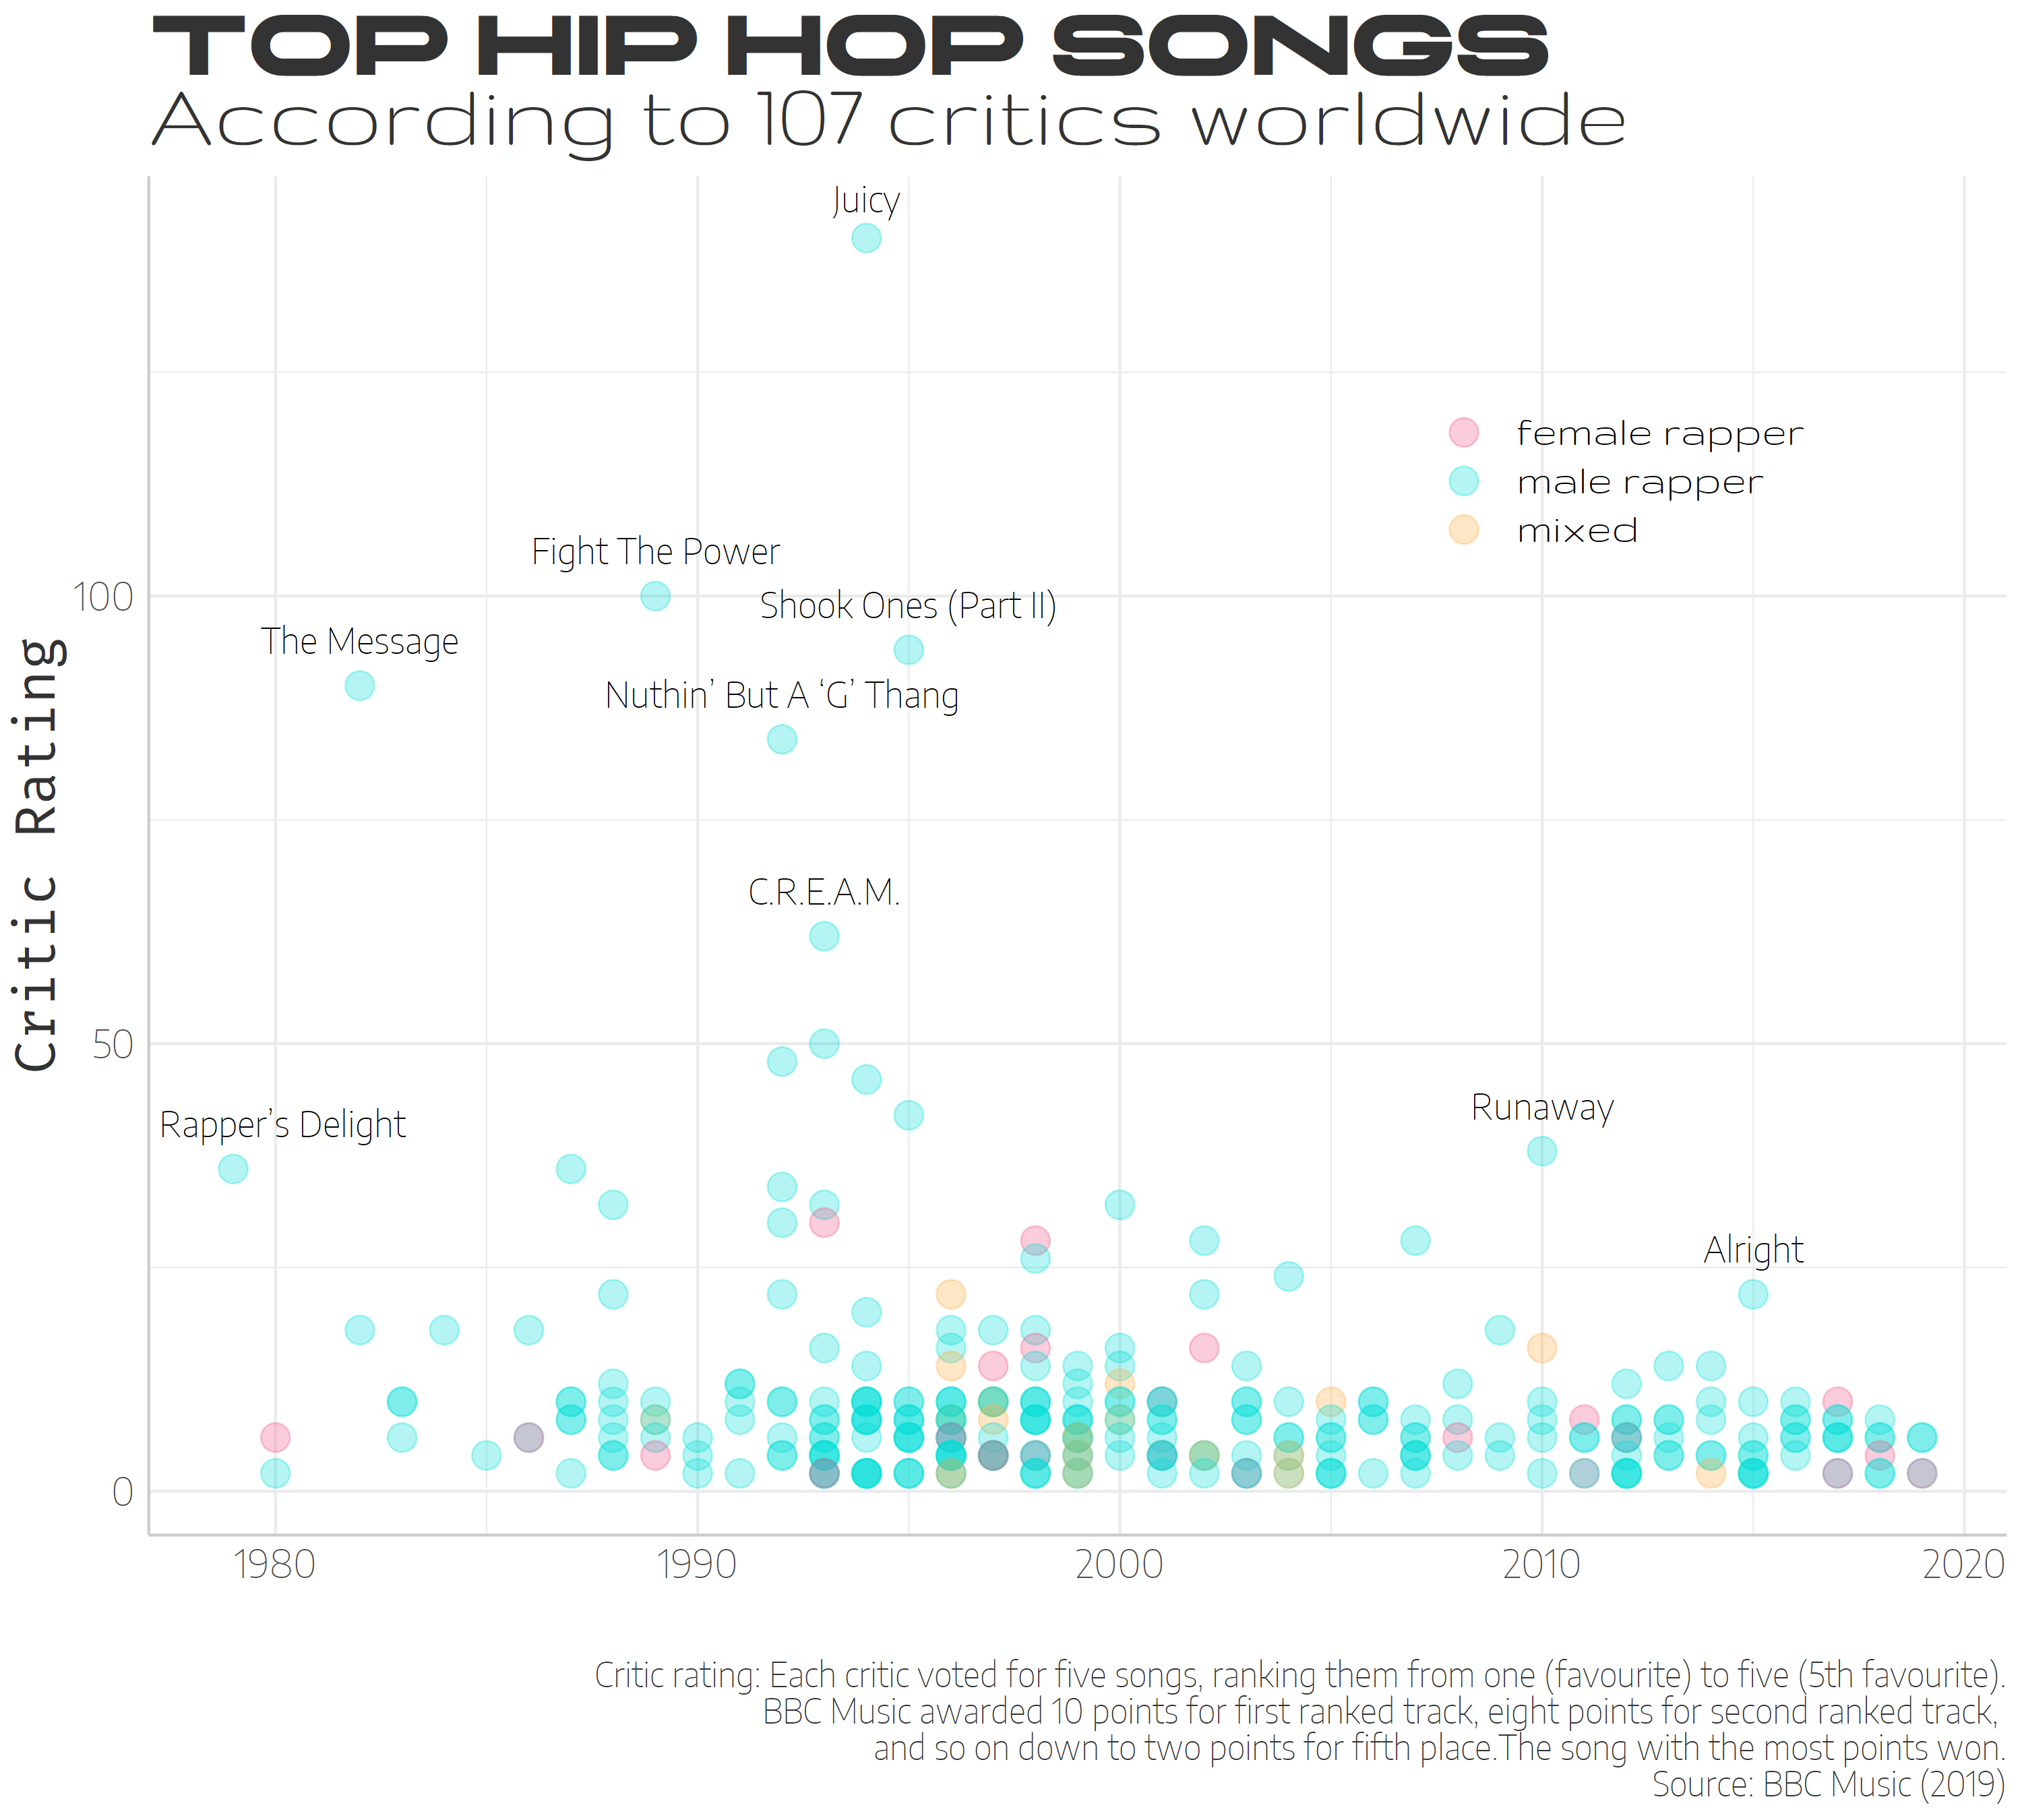 TOP HIP HOP SONGS
According to 107 critics worldwide
Juicy
female rapper
male rapper
mixed
Fight The Power
100
Shook Ones (Part II)
The Message
Nuthin’ But A ‘G’ Thang
Critic Rating
C.R.E.A.M.
50
Runaway
Rapper’s Delight
Alright
0
1980
1990
2000
2010
2020
Critic rating: Each critic voted for five songs, ranking them from one (favourite) to five (5th favourite).
BBC Music awarded 10 points for first ranked track, eight points for second ranked track,
and so on down to two points for fifth place.The song with the most points won.
Source: BBC Music (2019)